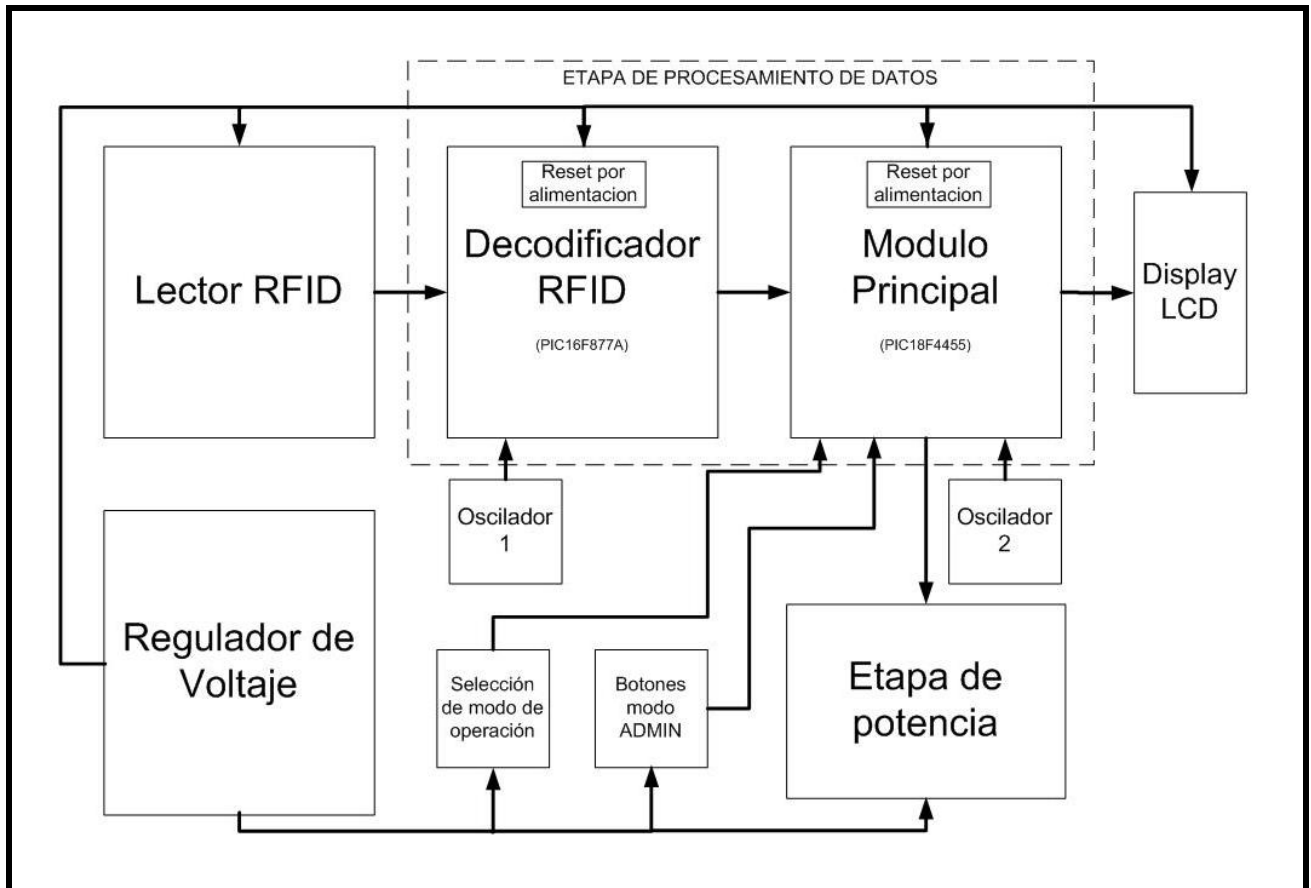 ETAPA DE PROCESAMIENTO DE DATOS
Reset por
alimentacion
Reset por
alimentacion
Lector RFID
Decodificador
RFID
(PIC16F877A)
Modulo
Principal
(PIC18F4455)
Display
LCD
Oscilador
1
Oscilador
2
Regulador de
Voltaje
Selección
de modo de
operación
Botones
modo
ADMIN
Etapa de
potencia